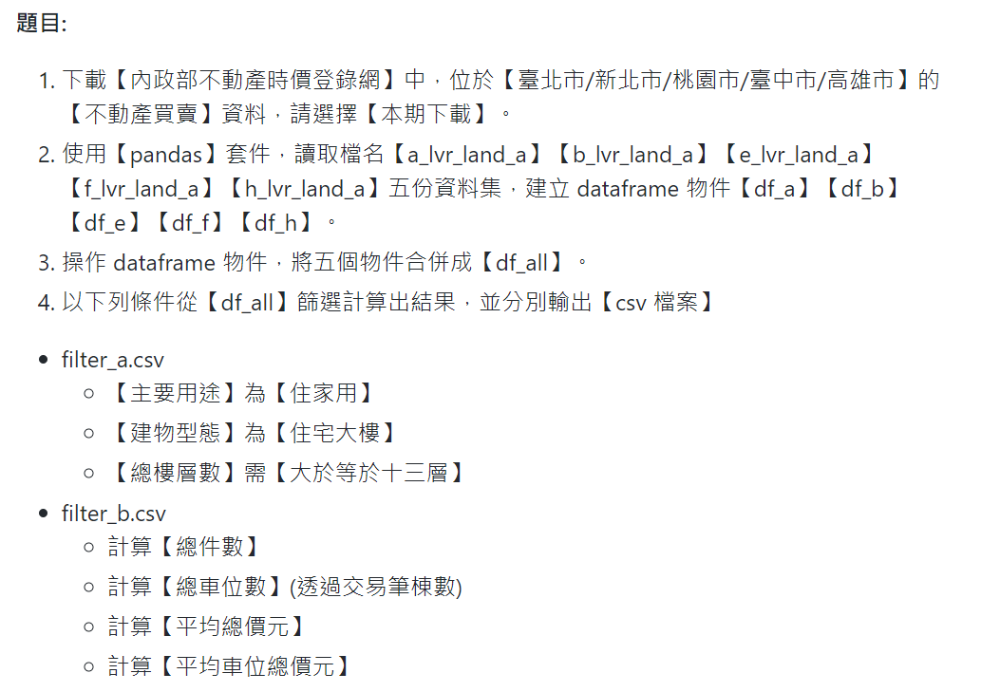 題目:
1. 下載【內政部不動產時價登錄網】中，位於【臺北市/新北市/桃園市/臺中市/高雄市】的
【不動產買賣】資料，請選擇【本期下載】。
2. 使用【pandas】套件，讀取檔名【a_lvr_land_a】【b_lvr_land_a】【e_lvr_land_a】
【f_lvr_land_a】【h_lvr_land_a】五份資料集，建立 dataframe 物件【df_a】【df_b】
【df_e】【df_f】【df_h】。
3. 操作 dataframe 物件，將五個物件合併成【df_all】。
4. 以下列條件從【df_all】篩選計算出結果，並分別輸出【csv 檔案】
filter_a.csv
【主要用途】為【住家用】
【建物型態】為【住宅大樓】
【總樓層數】需【大於等於十三層】
filter_b.csv
計算【總件數】
計算【總車位數】(透過交易筆棟數)
計算【平均總價元】
計算【平均車位總價元】